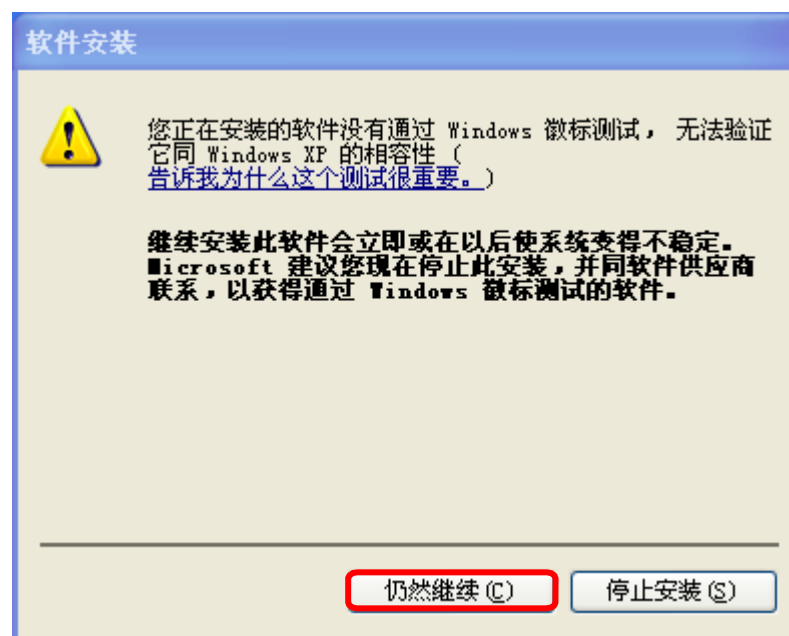 软件安装
您正在安装的软件没有通过 Windows 徽标测试， 无法验证
它同 Windows XP 的相容性 (
告诉我为什么这个测试很重要。)
继续安装此软件会立即或在以后使系统变得不稳定。
Microsoft 建议您现在停止此安装，并同软件供应商
联系，以获得通过 Windows 徽标测试的软件。
仍然继续(C)
停止安装(S)